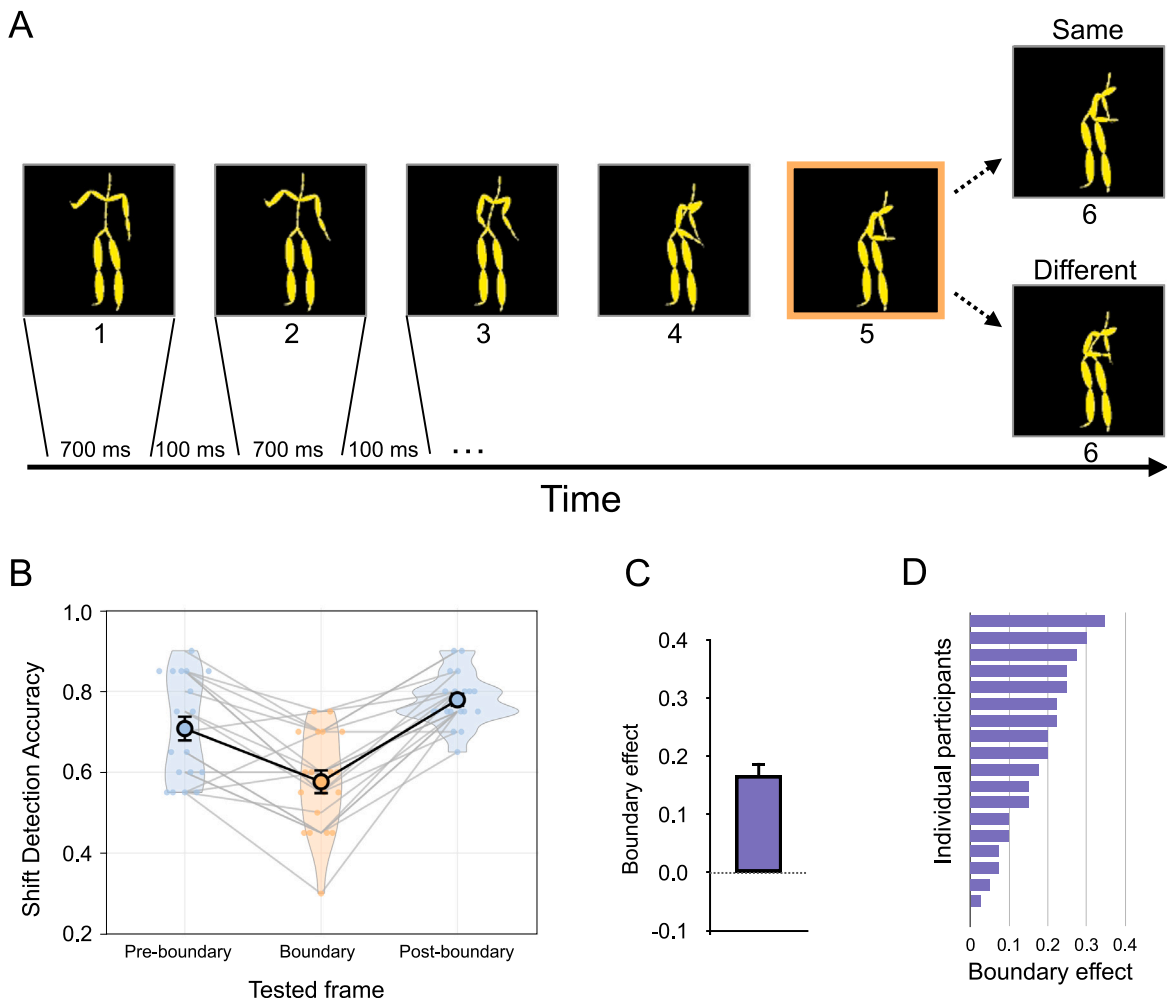 A
Same
6
Different
1
2
3
4
5
6
700 ms
100 ms
700 ms
100 ms
...
Time
B
Shift Detection Accuracy
1.0
0.8
0.6
0.4
0.2
Pre-boundary
Boundary
Post-boundary
Tested frame
C
Boundary effect
0.4
0.3
0.2
0.1
0.0
-0.1
D
Individual participants
0
0.1
0.2
0.3
0.4
Boundary effect